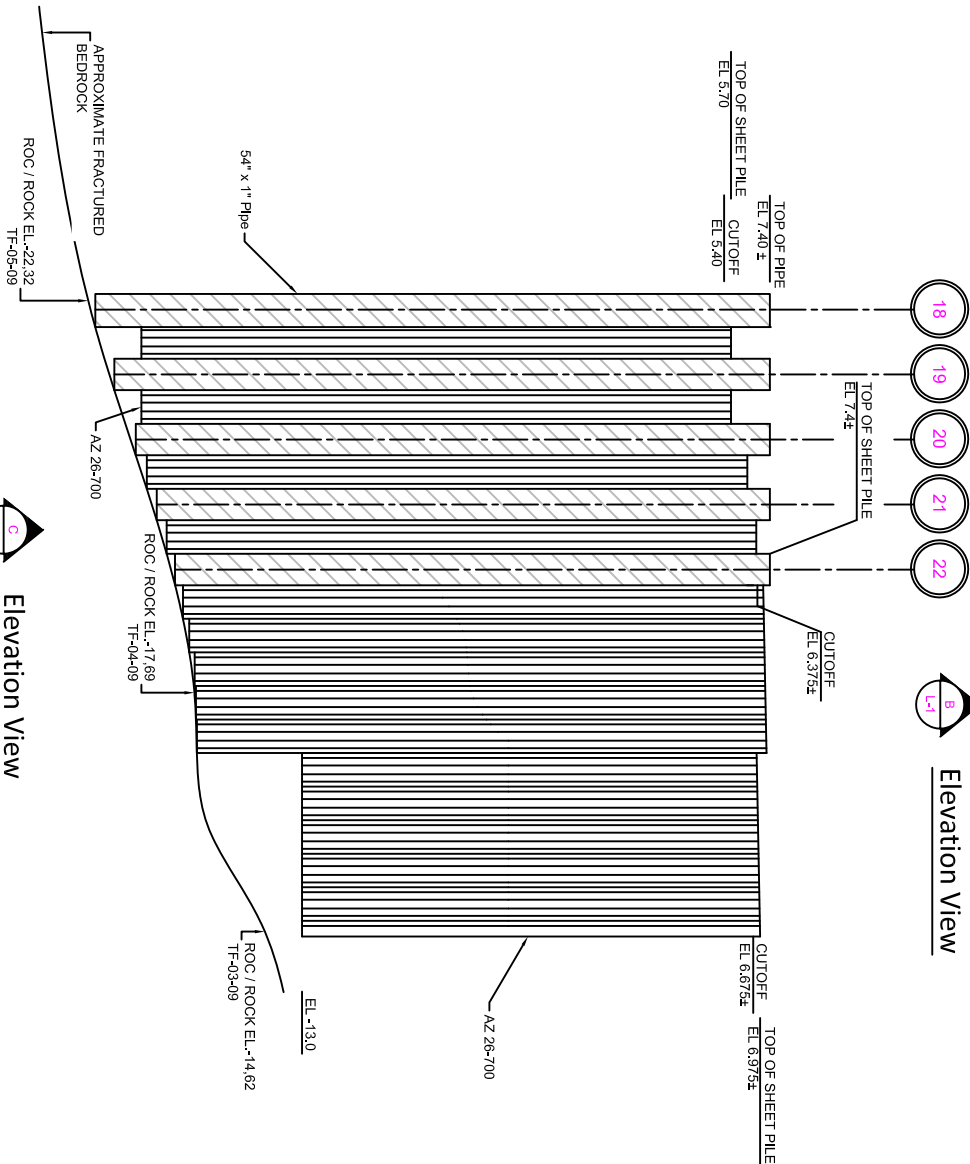 18
19
20
21
22
B
L-1
Elevation View
TOP OF SHEET PILE
EL 5.70
TOP OF PIPE
EL 7.40 ±
CUTOFF
EL 5.40
TOP OF SHEET PILE
EL 7.4±
CUTOFF
EL 6.375±
CUTOFF
EL 6.675±
TOP OF SHEET PILE
EL 6.975±
54" x 1" Pipe
AZ 26-700
AZ 26-700
EL -13.0
APPROXIMATE FRACTURED
BEDROCK
ROC / ROCK EL.-22,32
TF-05-09
ROC / ROCK EL.-17,69
TF-04-09
ROC / ROCK EL.-14,62
TF-03-09
C
Elevation View